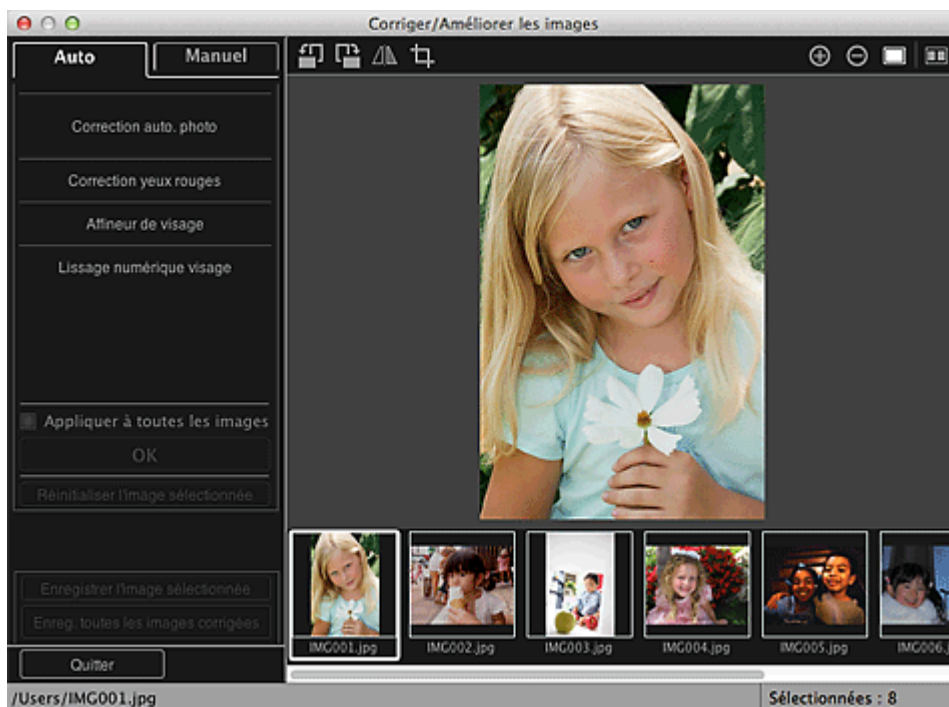 Corriger/Améliorer les images
Auto
Manuel
Correction auto. photo
Correction yeux rouges
Affineur de visage
Lissage numérique visage
Appliquer à toutes les images
OK
Réinitialiser l'image sélectionnée
Enregistrer l'image sélectionnée
Enreg. toutes les images corrigées
Quitter
IMG001.jpg
IMG002.jpg
IMG003.jpg
IMG004.jpg
IMG005.jpg
IMG006.j
/Users/IMG001.jpg
Sélectionnées : 8